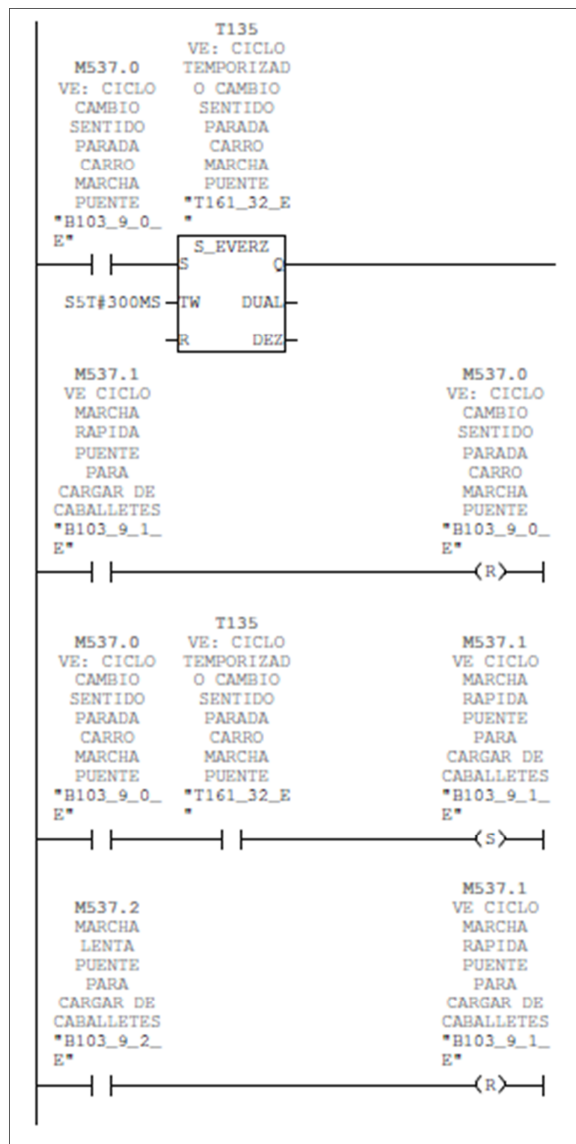 T135
VE: CICLO
M537.0 TEMPORIZAD
VE: CICLO O CAMBIO
CAMBIO SENTIDO
SENTIDO PARADA
PARADA CARRO
CARRO MARCHA
MARCHA PUENTE
PUENTE "T161_32_E
"B103_9_0_ "
E" S_EVERZ
S Q
S5T#300MS TW DUAL
R DEZ
M537.1 M537.0
VE CICLO VE: CICLO
MARCHA CAMBIO
RAPIDA SENTIDO
PUENTE PARADA
PARA CARRO
CARGAR DE MARCHA
CABALLETES PUENTE
"B103_9_1_ "B103_9_0_
E" E"
(R)
T135
M537.0 VE: CICLO M537.1
VE: CICLO TEMPORIZAD VE CICLO
CAMBIO O CAMBIO MARCHA
SENTIDO SENTIDO RAPIDA
PARADA PARADA PUENTE
CARRO CARRO PARA
MARCHA MARCHA CARGAR DE
PUENTE PUENTE CABALLETES
"B103_9_0_ "T161_32_E "B103_9_1_
E" " E"
(S)
M537.1
M537.2 VE CICLO
MARCHA MARCHA
LENTA RAPIDA
PUENTE PUENTE
PARA PARA
CARGAR DE CARGAR DE
CABALLETES CABALLETES
"B103_9_2_ "B103_9_1_
E" E"
(R)